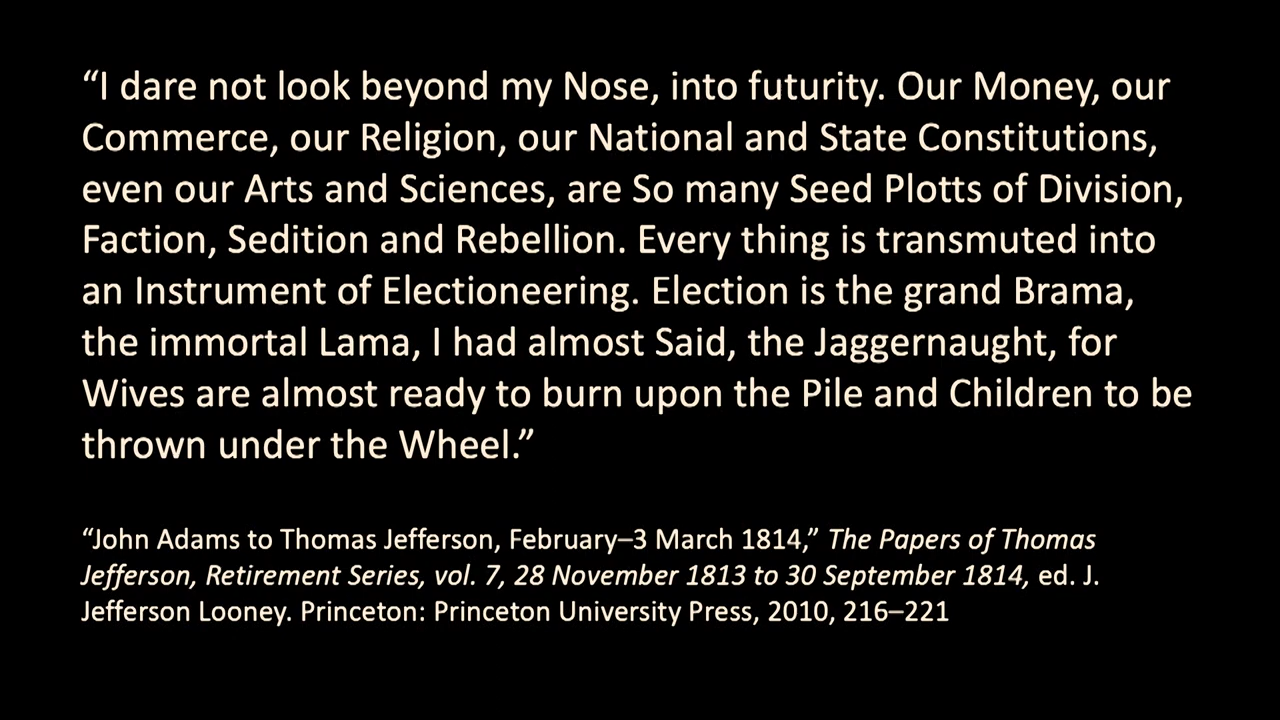 “I dare not look beyond my Nose, into futurity. Our Money, our
Commerce, our Religion, our National and State Constitutions,
even our Arts and Sciences, are So many Seed Plotts of Division,
Faction, Sedition and Rebellion. Every thing is transmuted into
an Instrument of Electioneering. Election is the grand Brama,
the immortal Lama, I had almost Said, the Jaggernaught, for
Wives are almost ready to burn upon the Pile and Children to be
thrown under the Wheel.”
“John Adams to Thomas Jefferson, February–3 March 1814,” The Papers of Thomas
Jefferson, Retirement Series, vol. 7, 28 November 1813 to 30 September 1814, ed. J.
Jefferson Looney. Princeton: Princeton University Press, 2010, 216–221